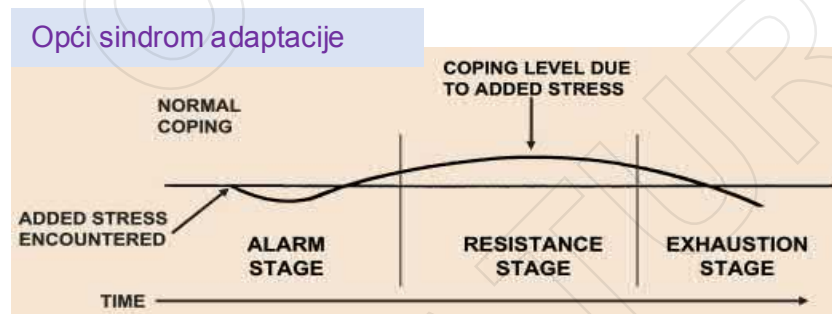 Opći sindrom adaptacije
COPING LEVEL DUE
TO ADDED STRESS
NORMAL
COPING
ADDED STRESS
ENCOUNTERED
ALARM
STAGE
RESISTANCE
STAGE
EXHAUSTION
STAGE
TIME